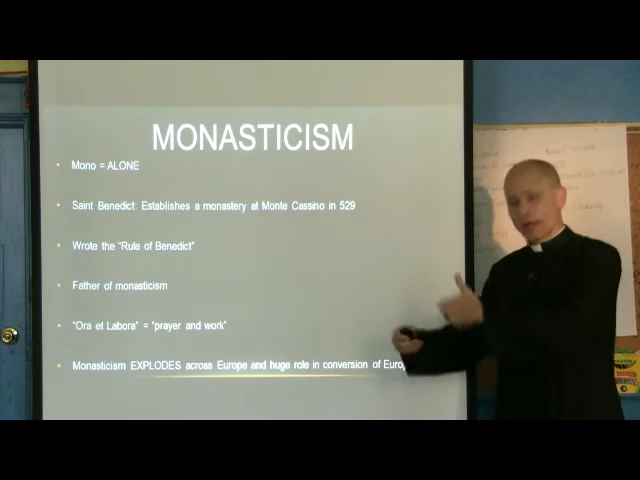 MONASTICISM
• Mono = ALONE
• Saint Benedict: Establishes a monastery at Monte Cassino in 529
• Wrote the “Rule of Benedict”
• Father of monasticism
• “Ora et Labora” = “prayer and work”
• Monasticism EXPLODES across Europe and huge role in conversion of